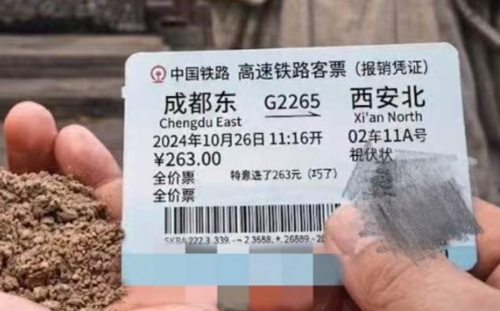 中国铁路 高速铁路客票(报销凭证)
成都东 G2265 西安北
Chengdu East Xi'an North
2024年10月26日 11:16开 02车11A号
¥263.00 祝伏状
全价票 特意选了263元(巧了)
全价票